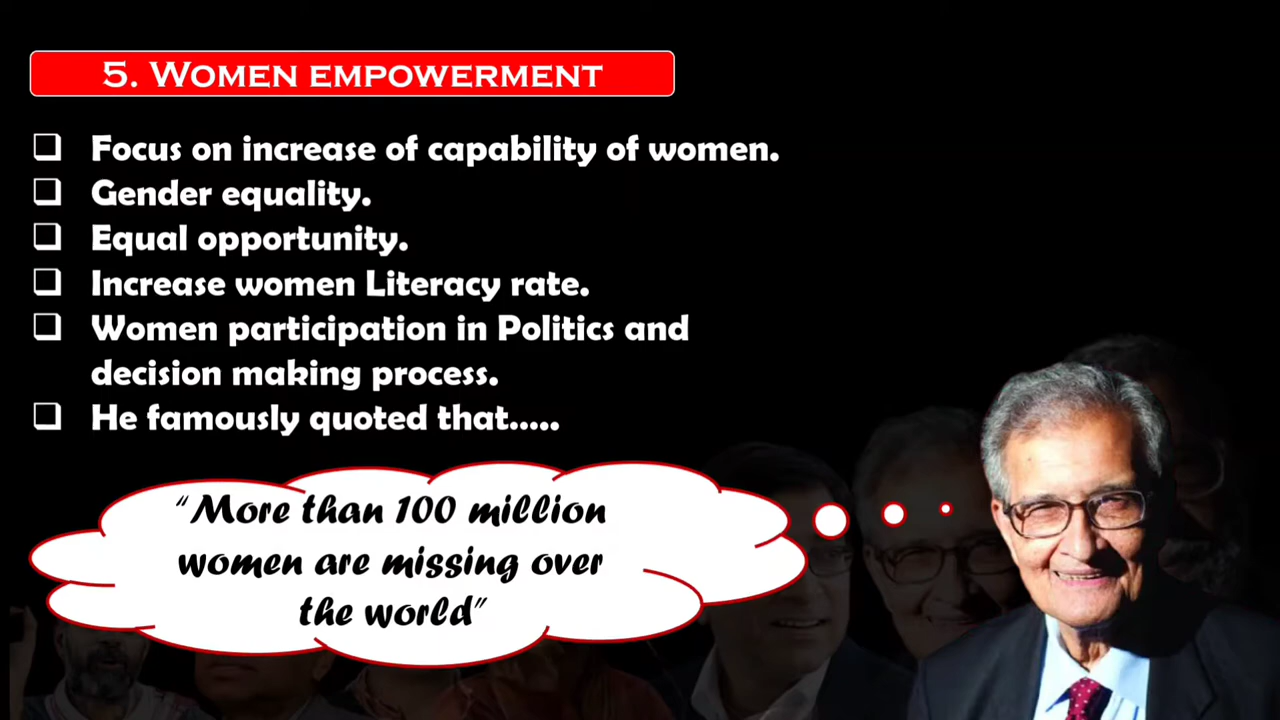 5. Women empowerment
❑ Focus on increase of capability of women.
❑ Gender equality.
❑ Equal opportunity.
❑ Increase women Literacy rate.
❑ Women participation in Politics and
decision making process.
❑ He famously quoted that.....
“More than 100 million
women are missing over
the world”